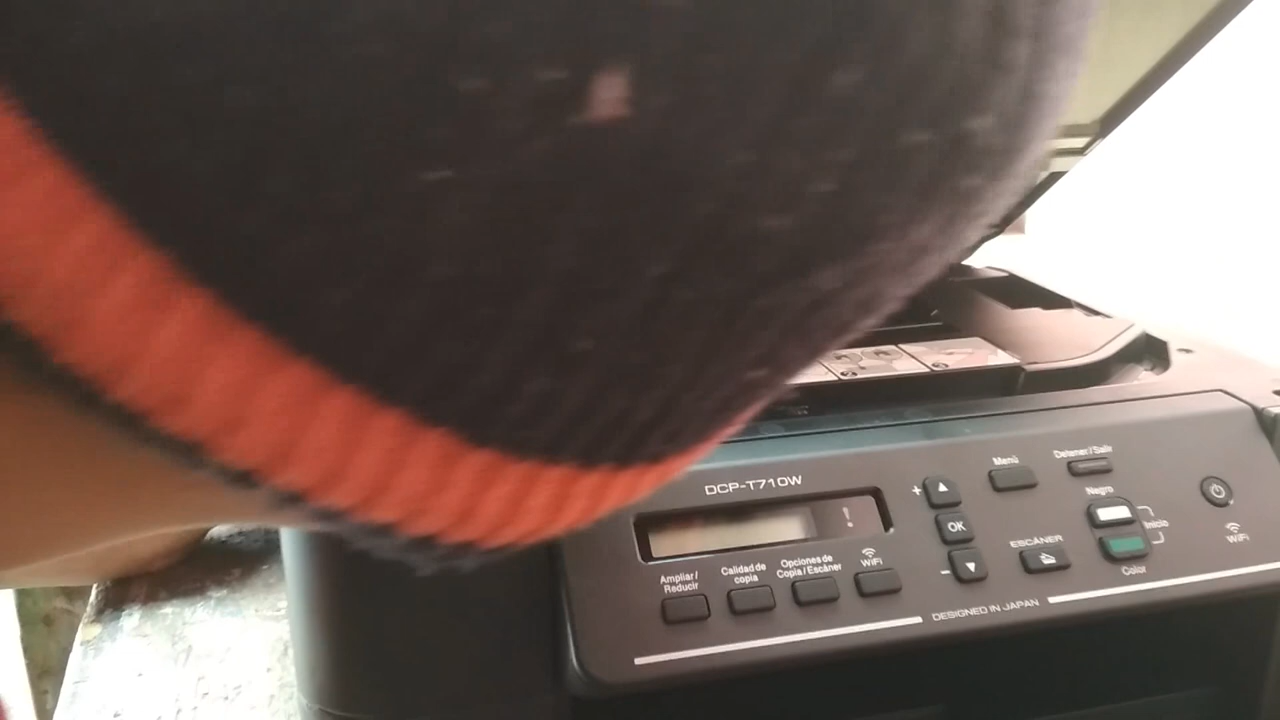 DCP-T710W
Ampliar/
Reducir
Calidad de
copia
Opciones de
Copia / Escáner
WiFi
+
OK
-
Menú
ESCÁNER
Detener / Salir
Negro
Inicio
Color
WiFi
DESIGNED IN JAPAN